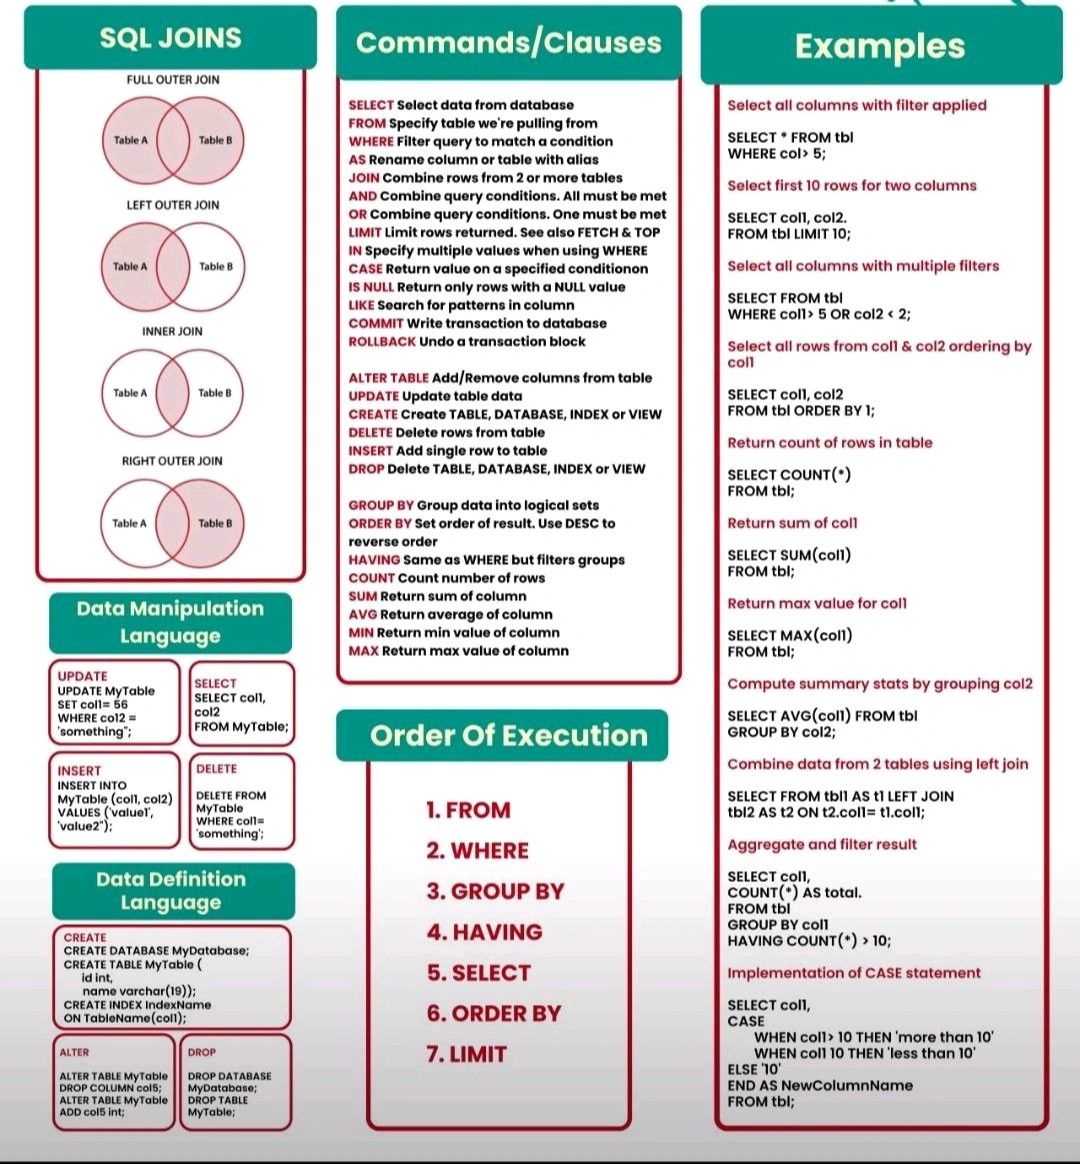 SQL JOINS
FULL OUTER JOIN
Table A
Table B
LEFT OUTER JOIN
Table A
Table B
INNER JOIN
Table A
Table B
RIGHT OUTER JOIN
Table A
Table B
Data Manipulation
Language
UPDATE
UPDATE MyTable
SET col1= 56
WHERE col2 =
'something";
SELECT
SELECT col1,
col2
FROM MyTable;
INSERT
INSERT INTO
MyTable (col1, col2)
VALUES ('value1',
'value2");
DELETE
DELETE FROM
MyTable
WHERE col1=
'something';
Data Definition
Language
CREATE
CREATE DATABASE MyDatabase;
CREATE TABLE MyTable (
id int,
name varchar(19));
CREATE INDEX IndexName
ON TableName(col1);
ALTER
ALTER TABLE MyTable
DROP COLUMN col5;
ALTER TABLE MyTable
ADD col5 int;
DROP
DROP DATABASE
MyDatabase;
DROP TABLE
MyTable;
Commands/Clauses
SELECT Select data from database
FROM Specify table we're pulling from
WHERE Filter query to match a condition
AS Rename column or table with alias
JOIN Combine rows from 2 or more tables
AND Combine query conditions. All must be met
OR Combine query conditions. One must be met
LIMIT Limit rows returned. See also FETCH & TOP
IN Specify multiple values when using WHERE
CASE Return value on a specified conditionon
IS NULL Return only rows with a NULL value
LIKE Search for patterns in column
COMMIT Write transaction to database
ROLLBACK Undo a transaction block
ALTER TABLE Add/Remove columns from table
UPDATE Update table data
CREATE Create TABLE, DATABASE, INDEX or VIEW
DELETE Delete rows from table
INSERT Add single row to table
DROP Delete TABLE, DATABASE, INDEX or VIEW
GROUP BY Group data into logical sets
ORDER BY Set order of result. Use DESC to
reverse order
HAVING Same as WHERE but filters groups
COUNT Count number of rows
SUM Return sum of column
AVG Return average of column
MIN Return min value of column
MAX Return max value of column
Order Of Execution
1. FROM
2. WHERE
3. GROUP BY
4. HAVING
5. SELECT
6. ORDER BY
7. LIMIT
Examples
Select all columns with filter applied
SELECT * FROM tbl
WHERE col> 5;
Select first 10 rows for two columns
SELECT col1, col2.
FROM tbl LIMIT 10;
Select all columns with multiple filters
SELECT FROM tbl
WHERE col1> 5 OR col2 < 2;
Select all rows from col1 & col2 ordering by
col1
SELECT col1, col2
FROM tbl ORDER BY 1;
Return count of rows in table
SELECT COUNT(*)
FROM tbl;
Return sum of col1
SELECT SUM(col1)
FROM tbl;
Return max value for col1
SELECT MAX(col1)
FROM tbl;
Compute summary stats by grouping col2
SELECT AVG(col1) FROM tbl
GROUP BY col2;
Combine data from 2 tables using left join
SELECT FROM tbl1 AS t1 LEFT JOIN
tbl2 AS t2 ON t2.col1= t1.col1;
Aggregate and filter result
SELECT col1,
COUNT(*) AS total.
FROM tbl
GROUP BY col1
HAVING COUNT(*) > 10;
Implementation of CASE statement
SELECT col1,
CASE
WHEN col1> 10 THEN 'more than 10'
WHEN col1 10 THEN 'less than 10'
ELSE '10'
END AS NewColumnName
FROM tbl;